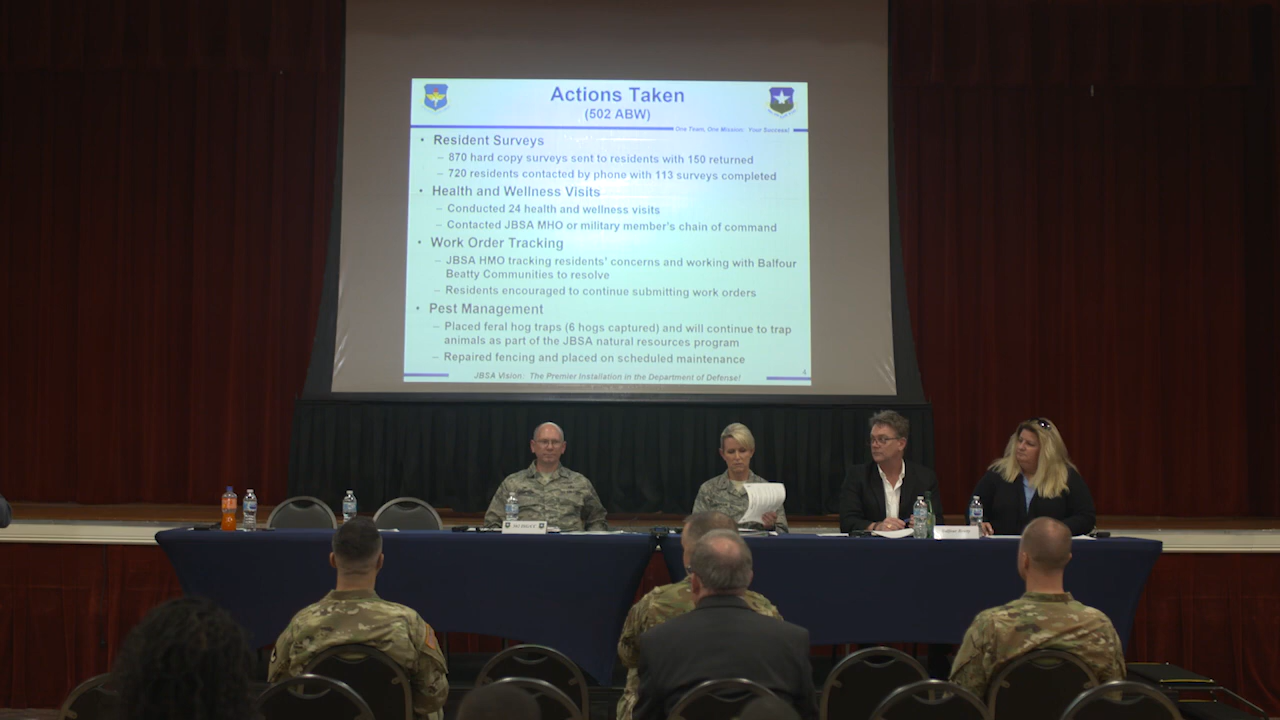 Actions Taken
(502 ABW)
One Team, One Mission: Your Success!
• Resident Surveys
– 870 hard copy surveys sent to residents with 150 returned
– 720 residents contacted by phone with 113 surveys completed
• Health and Wellness Visits
– Conducted 24 health and wellness visits
– Contacted JBSA MHO or military member's chain of command
• Work Order Tracking
– JBSA HMO tracking residents' concerns and working with Balfour
Beatty Communities to resolve
– Residents encouraged to continue submitting work orders
• Pest Management
– Placed feral hog traps (6 hogs captured) and will continue to trap
animals as part of the JBSA natural resources program
– Repaired fencing and placed on scheduled maintenance
JBSA Vision: The Premier Installation in the Department of Defense!
4